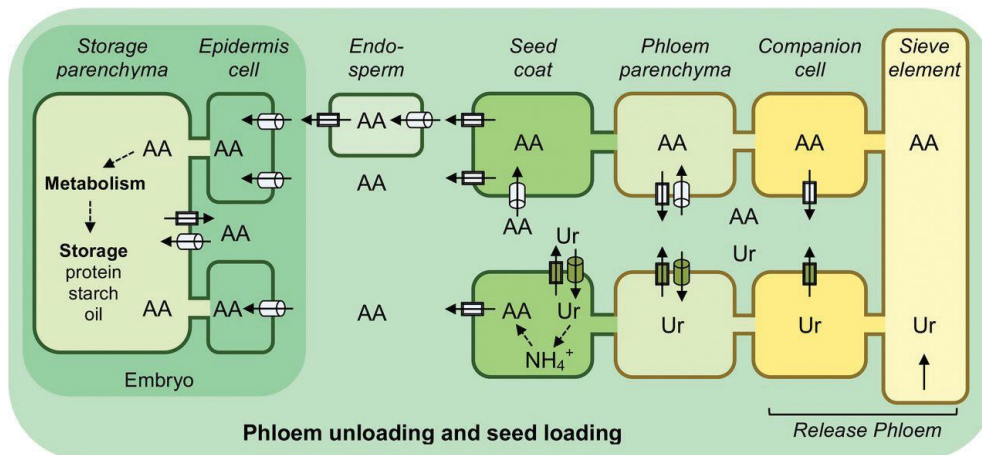 Storage
parenchyma
Epidermis
cell
Endo-
sperm
Seed
coat
Phloem
parenchyma
Companion
cell
Sieve
element
AA
AA
AA
AA
AA
AA
AA
Metabolism
AA
AA
AA
AA
Ur
Ur
Storage
protein
starch
oil
AA
AA
AA
AA
Ur
NH₄⁺
Ur
Ur
Ur
Embryo
Phloem unloading and seed loading
Release Phloem